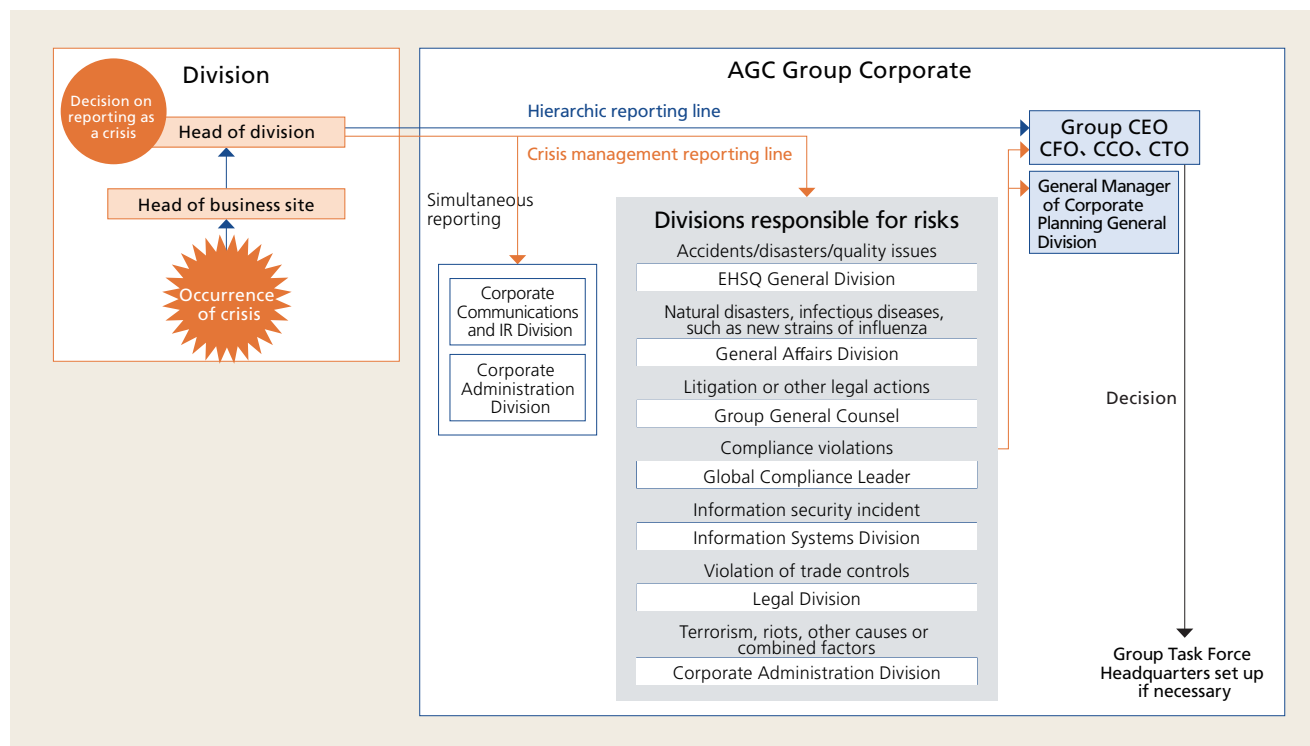 Division
Decision on
reporting as
a crisis
Head of division
Head of business site
Occurrence
of crisis
AGC Group Corporate
Hierarchic reporting line
Crisis management reporting line
Simultaneous
reporting
Corporate
Communications
and IR Division
Corporate
Administration
Division
Divisions responsible for risks
Accidents/disasters/quality issues
EHSQ General Division
Natural disasters, infectious diseases,
such as new strains of influenza
General Affairs Division
Litigation or other legal actions
Group General Counsel
Compliance violations
Global Compliance Leader
Information security incident
Information Systems Division
Violation of trade controls
Legal Division
Terrorism, riots, other causes or
combined factors
Corporate Administration Division
Group CEO
CFO、CCO、CTO
General Manager
of Corporate
Planning General
Division
Decision
Group Task Force
Headquarters set up
if necessary